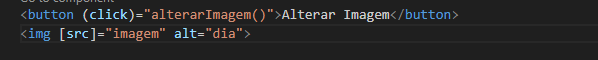 Go to component
<button (click)="alterarImagem()">Alterar Imagem</button>
<img [src]="imagem" alt="dia">